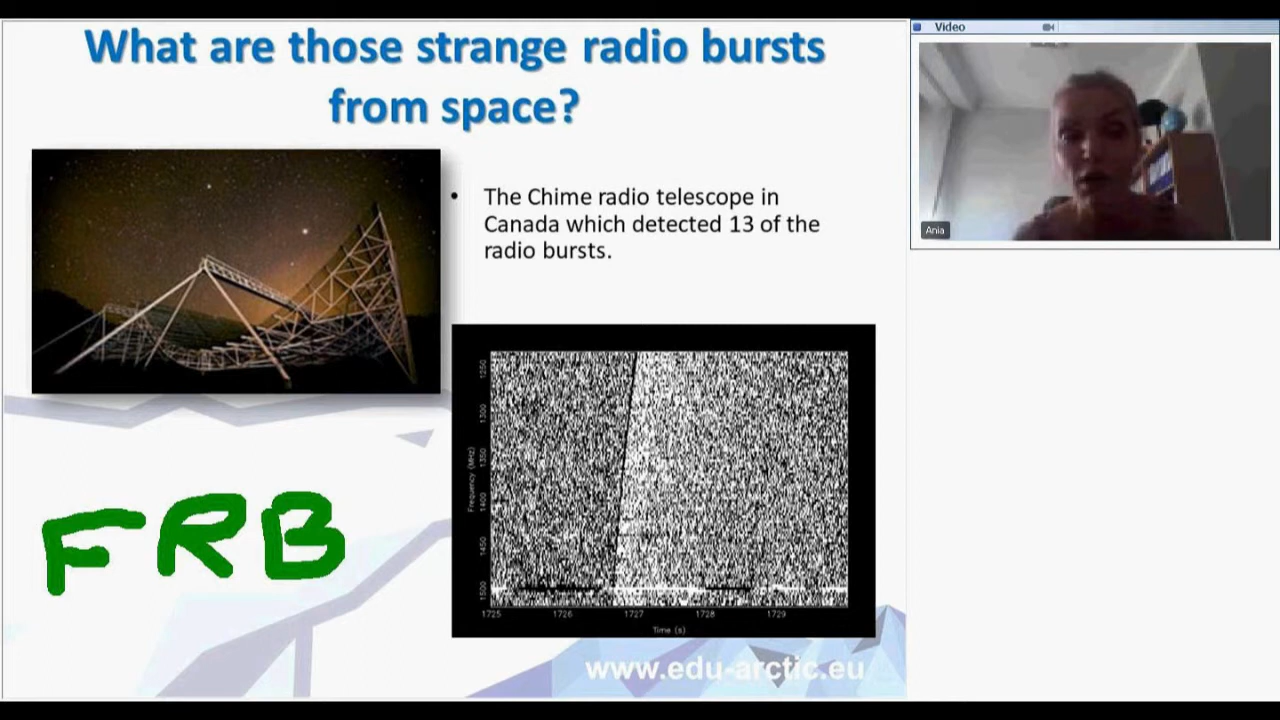 What are those strange radio bursts
from space?
• The Chime radio telescope in
Canada which detected 13 of the
radio bursts.
FRB
Frequency (MHz)
1250
1300
1350
1400
1450
1500
1725 1726 1727 1728 1729
Time (s)
www.edu-arctic.eu
Video
Ania